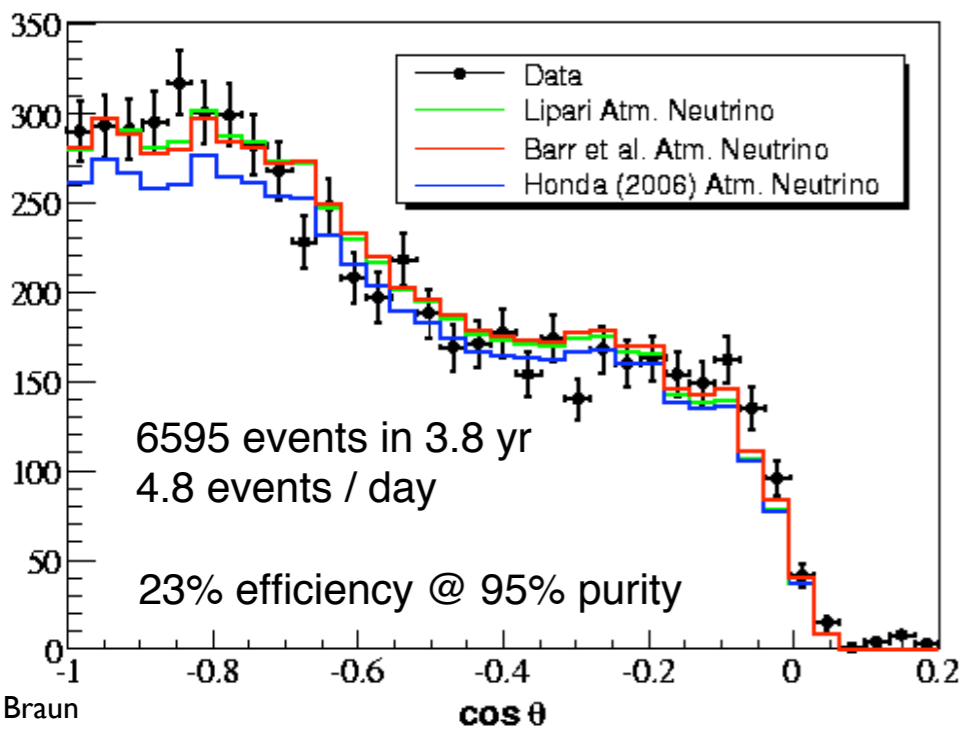 350
300
250
200
150
100
50
0
Data
Lipari Atm. Neutrino
Barr et al. Atm. Neutrino
Honda (2006) Atm. Neutrino
6595 events in 3.8 yr
4.8 events / day
23% efficiency @ 95% purity
-1 -0.8 -0.6 -0.4 -0.2 0 0.2
Braun
cos θ